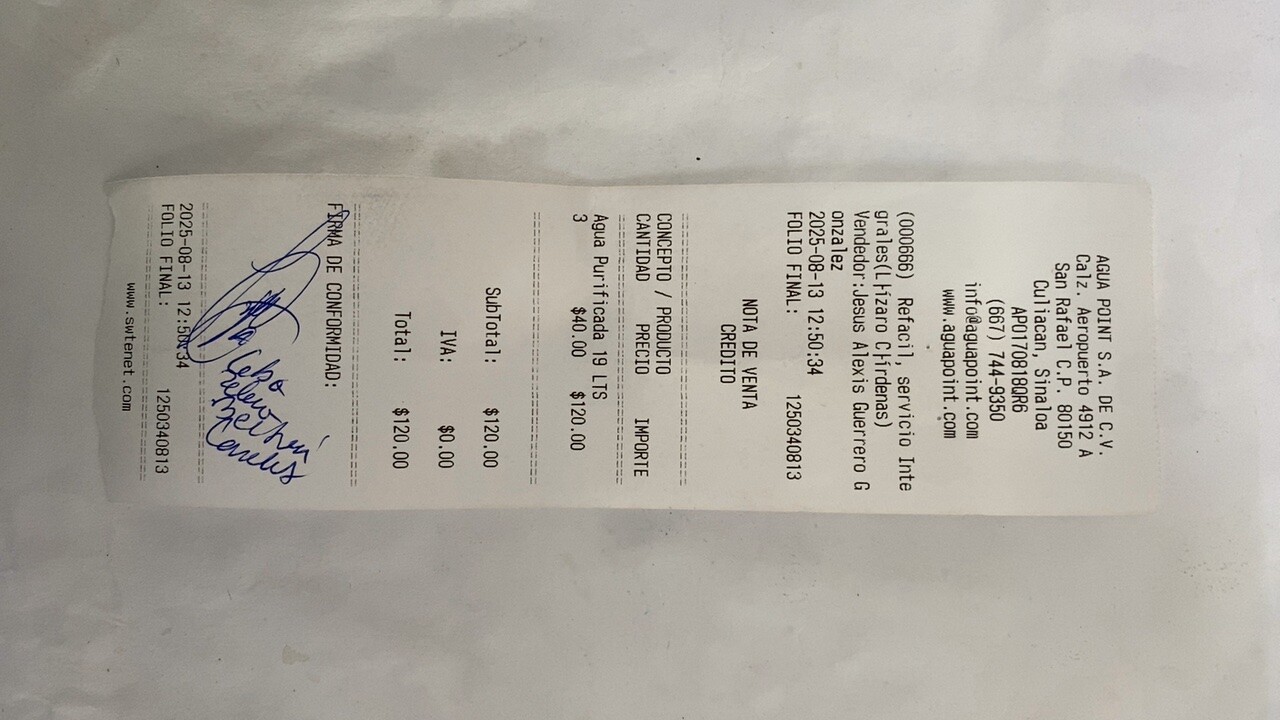 AGUA POINT S.A. DE C.V.
Calz. Aeropuerto 4912 A
San Rafael C.P. 80150
Culiacan, Sinaloa
APO170818QR6
(667) 744-9350
info@aguapoint.com
www.aguapoint.com
(000666) Refacil, servicio Inte
grales(L├ízaro C├írdenas)
Vendedor:Jesus Alexis Guerrero G
onzalez
2025-08-13 12:50:34
FOLIO FINAL: 1250340813
NOTA DE VENTA
CREDITO
CONCEPTO / PRODUCTO
CANTIDAD PRECIO IMPORTE
Agua Purificada 19 LTS
3 $40.00 $120.00
SubTotal: $120.00
IVA: $0.00
Total: $120.00
FIRMA DE CONFORMIDAD:
2025-08-13 12:50:34
FOLIO FINAL: 1250340813
www.swtenet.com